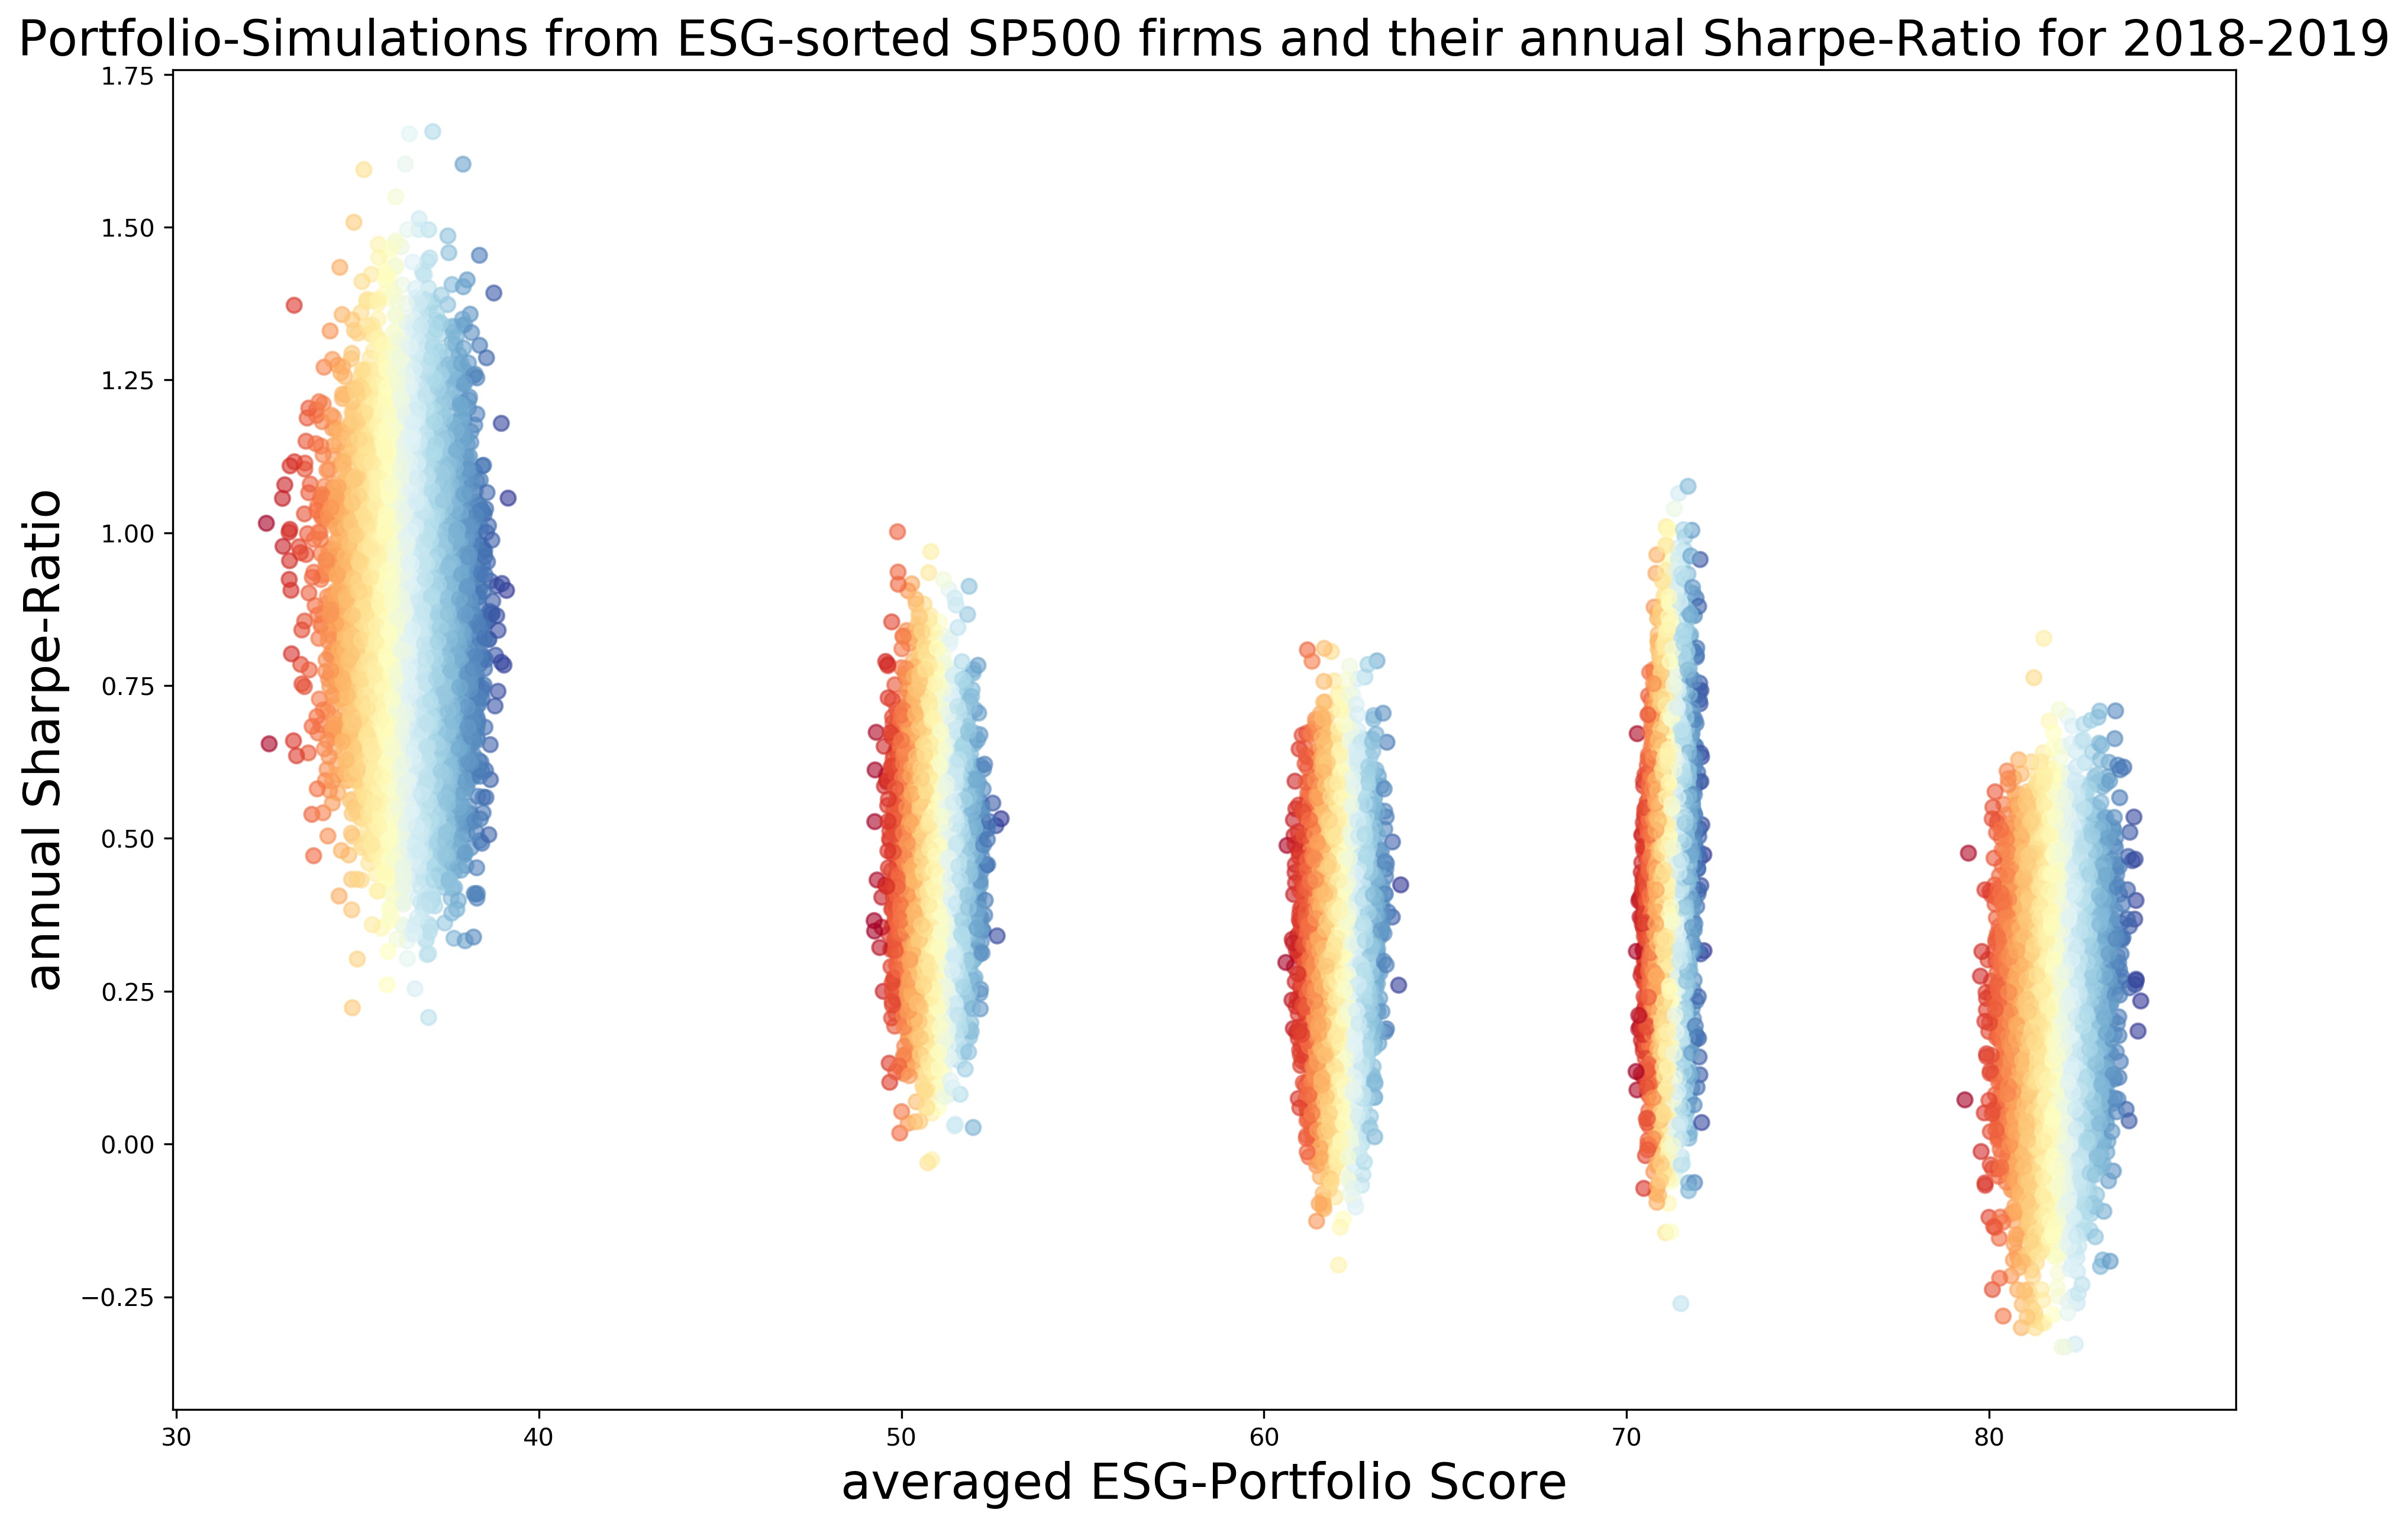 Portfolio-Simulations from ESG-sorted SP500 firms and their annual Sharpe-Ratio for 2018-2019
1.75
1.50
1.25
1.00
0.75
0.50
0.25
0.00
−0.25
annual Sharpe-Ratio
30 40 50 60 70 80
averaged ESG-Portfolio Score